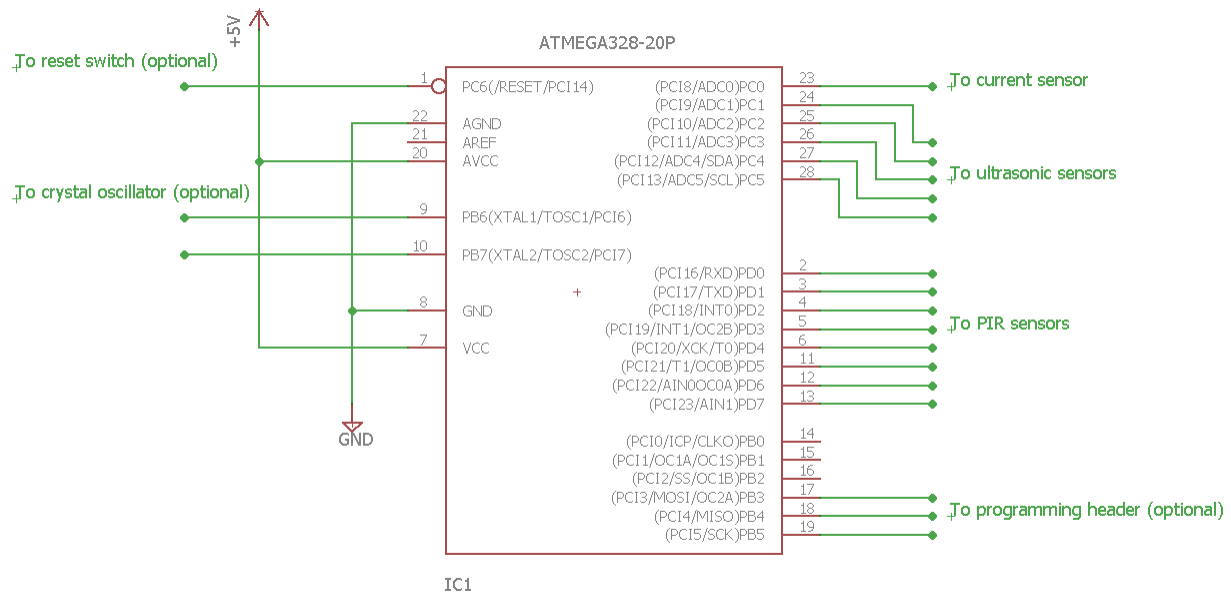 +5V
ATMEGA328-20P
To reset switch (optional)
1 PC6(/RESET/PCI14)
22 AGND
21 AREF
20 AVCC
To crystal oscillator (optional)
9 PB6(XTAL1/TOSC1/PCI6)
10 PB7(XTAL2/TOSC2/PCI7)
8 GND
7 VCC
GND
(PCI8/ADC0)PC0 23
To current sensor
(PCI9/ADC1)PC1 24
(PCI10/ADC2)PC2 25
(PCI11/ADC3)PC3 26
(PCI12/ADC4/SDA)PC4 27
(PCI13/ADC5/SCL)PC5 28
To ultrasonic sensors
(PCI16/RXD)PD0 2
(PCI17/TXD)PD1 3
(PCI18/INT0)PD2 4
(PCI19/INT1/OC2B)PD3 5
(PCI20/XCK/T0)PD4 6
(PCI21/T1/OC0B)PD5 11
(PCI22/AIN0OC0A)PD6 12
(PCI23/AIN1)PD7 13
To PIR sensors
(PCI0/ICP/CLKO)PB0 14
(PCI1/OC1A/OC1S)PB1 15
(PCI2/SS/OC1B)PB2 16
(PCI3/MOSI/OC2A)PB3 17
(PCI4/MISO)PB4 18
(PCI5/SCK)PB5 19
To programming header (optional)
IC1